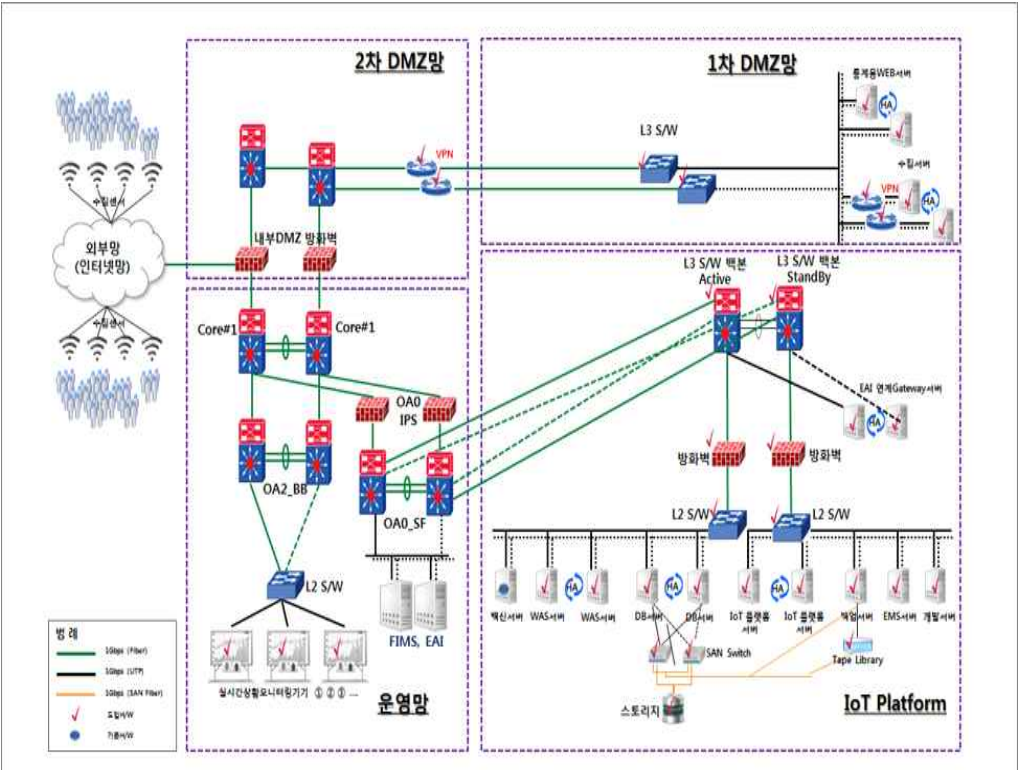 2차 DMZ망
VPN
내부DMZ 방화벽
1차 DMZ망
통계용WEB서버
HA
L3 S/W
수집서버
VPN
HA
수집센서
외부망
(인터넷망)
수집센서
Core#1
Core#1
OA0
IPS
OA2_BB
OA0_SF
L2 S/W
FIMS, EAI
실시간상황모니터링기기 ① ② ③ ...
운영망
L3 S/W 백본
Active
L3 S/W 백본
StandBy
EAI 연계Gateway서버
HA
방화벽
방화벽
L2 S/W
L2 S/W
HA
HA
HA
백신서버
WAS서버
WAS서버
DB서버
DB서버
IoT 플랫폼
서버
IoT 플랫폼
서버
백업서버
EMS서버
개발서버
SAN Switch
Tape Library
스토리지
IoT Platform
범 례
1Gbps (Fiber)
1Gbps (UTP)
1Gbps (SAN Fiber)
도입H/W